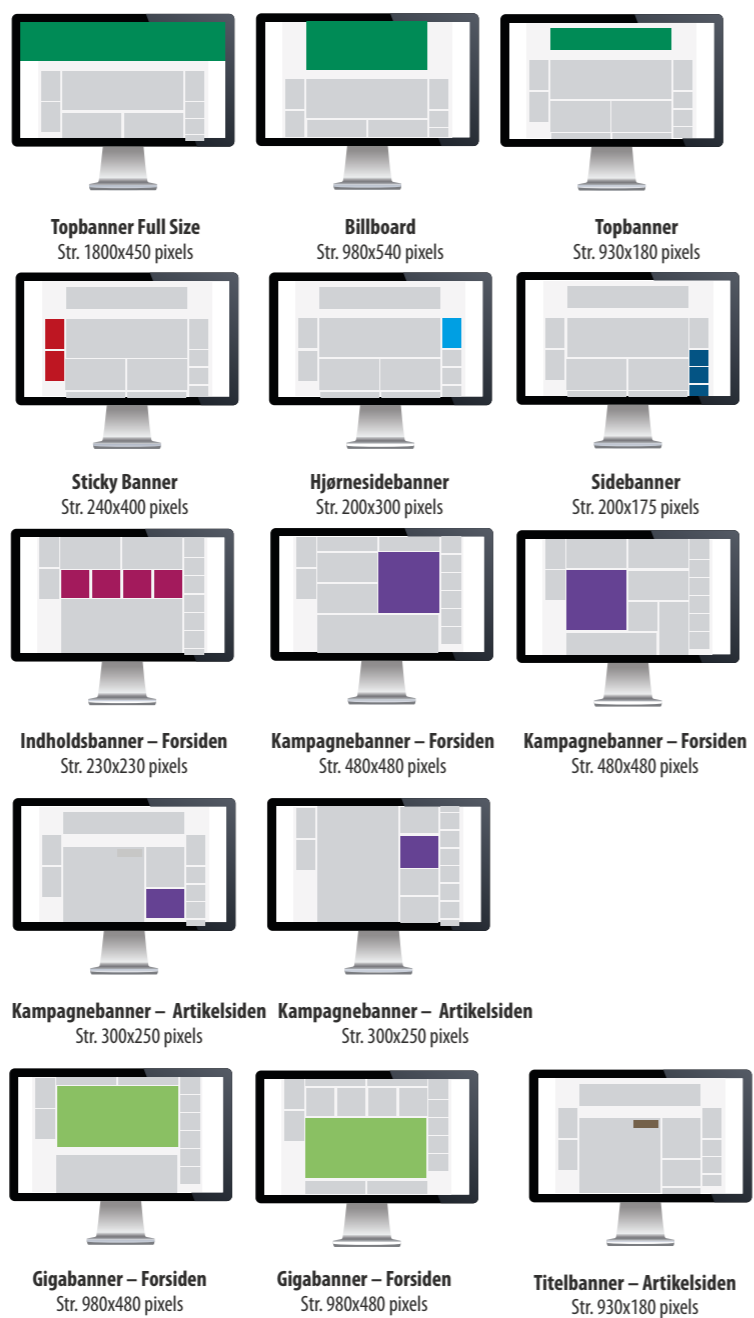 Topbanner Full Size
Str. 1800x450 pixels
Billboard
Str. 980x540 pixels
Topbanner
Str. 930x180 pixels
Sticky Banner
Str. 240x400 pixels
Hjørnesidebanner
Str. 200x300 pixels
Sidebanner
Str. 200x175 pixels
Indholdsbanner – Forsiden
Str. 230x230 pixels
Kampagnebanner – Forsiden
Str. 480x480 pixels
Kampagnebanner – Forsiden
Str. 480x480 pixels
Kampagnebanner – Artikelsiden
Str. 300x250 pixels
Kampagnebanner – Artikelsiden
Str. 300x250 pixels
Gigabanner – Forsiden
Str. 980x480 pixels
Gigabanner – Forsiden
Str. 980x480 pixels
Titelbanner – Artikelsiden
Str. 930x180 pixels